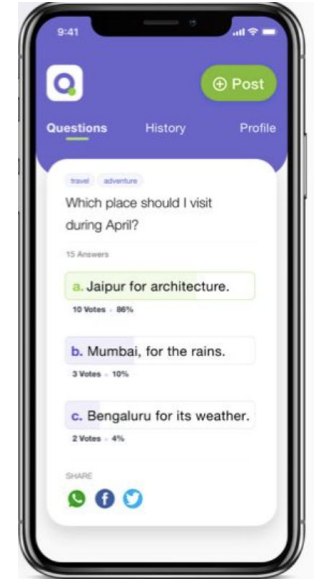 9:41
Q
Post
Questions History Profile
travel adventure
Which place should I visit
during April?
15 Answers
a. Jaipur for architecture.
10 Votes - 86%
b. Mumbai, for the rains.
3 Votes - 10%
c. Bengaluru for its weather.
2 Votes - 4%
SHARE